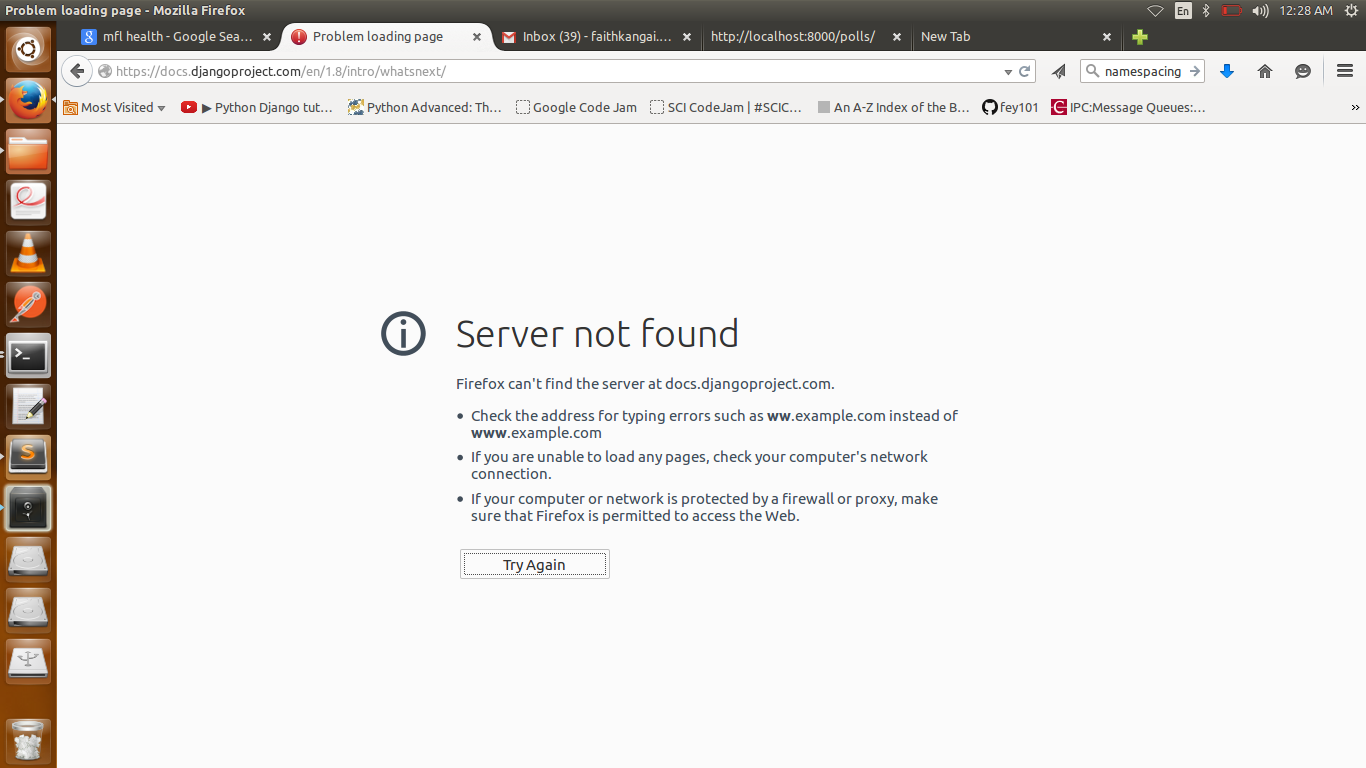 Problem loading page - Mozilla Firefox
En
12:28 AM
mfl health - Google Sea...
Problem loading page
Inbox (39) - faithkangai....
http://localhost:8000/polls/
New Tab
https://docs.djangoproject.com/en/1.8/intro/whatsnext/
namespacing
Most Visited
▶ Python Django tut...
Python Advanced: Th...
Google Code Jam
SCI CodeJam | #SCIC...
An A-Z Index of the B...
fey101
IPC:Message Queues:...
»
Server not found
Firefox can't find the server at docs.djangoproject.com.
• Check the address for typing errors such as ww.example.com instead of
www.example.com
• If you are unable to load any pages, check your computer's network
connection.
• If your computer or network is protected by a firewall or proxy, make
sure that Firefox is permitted to access the Web.
Try Again